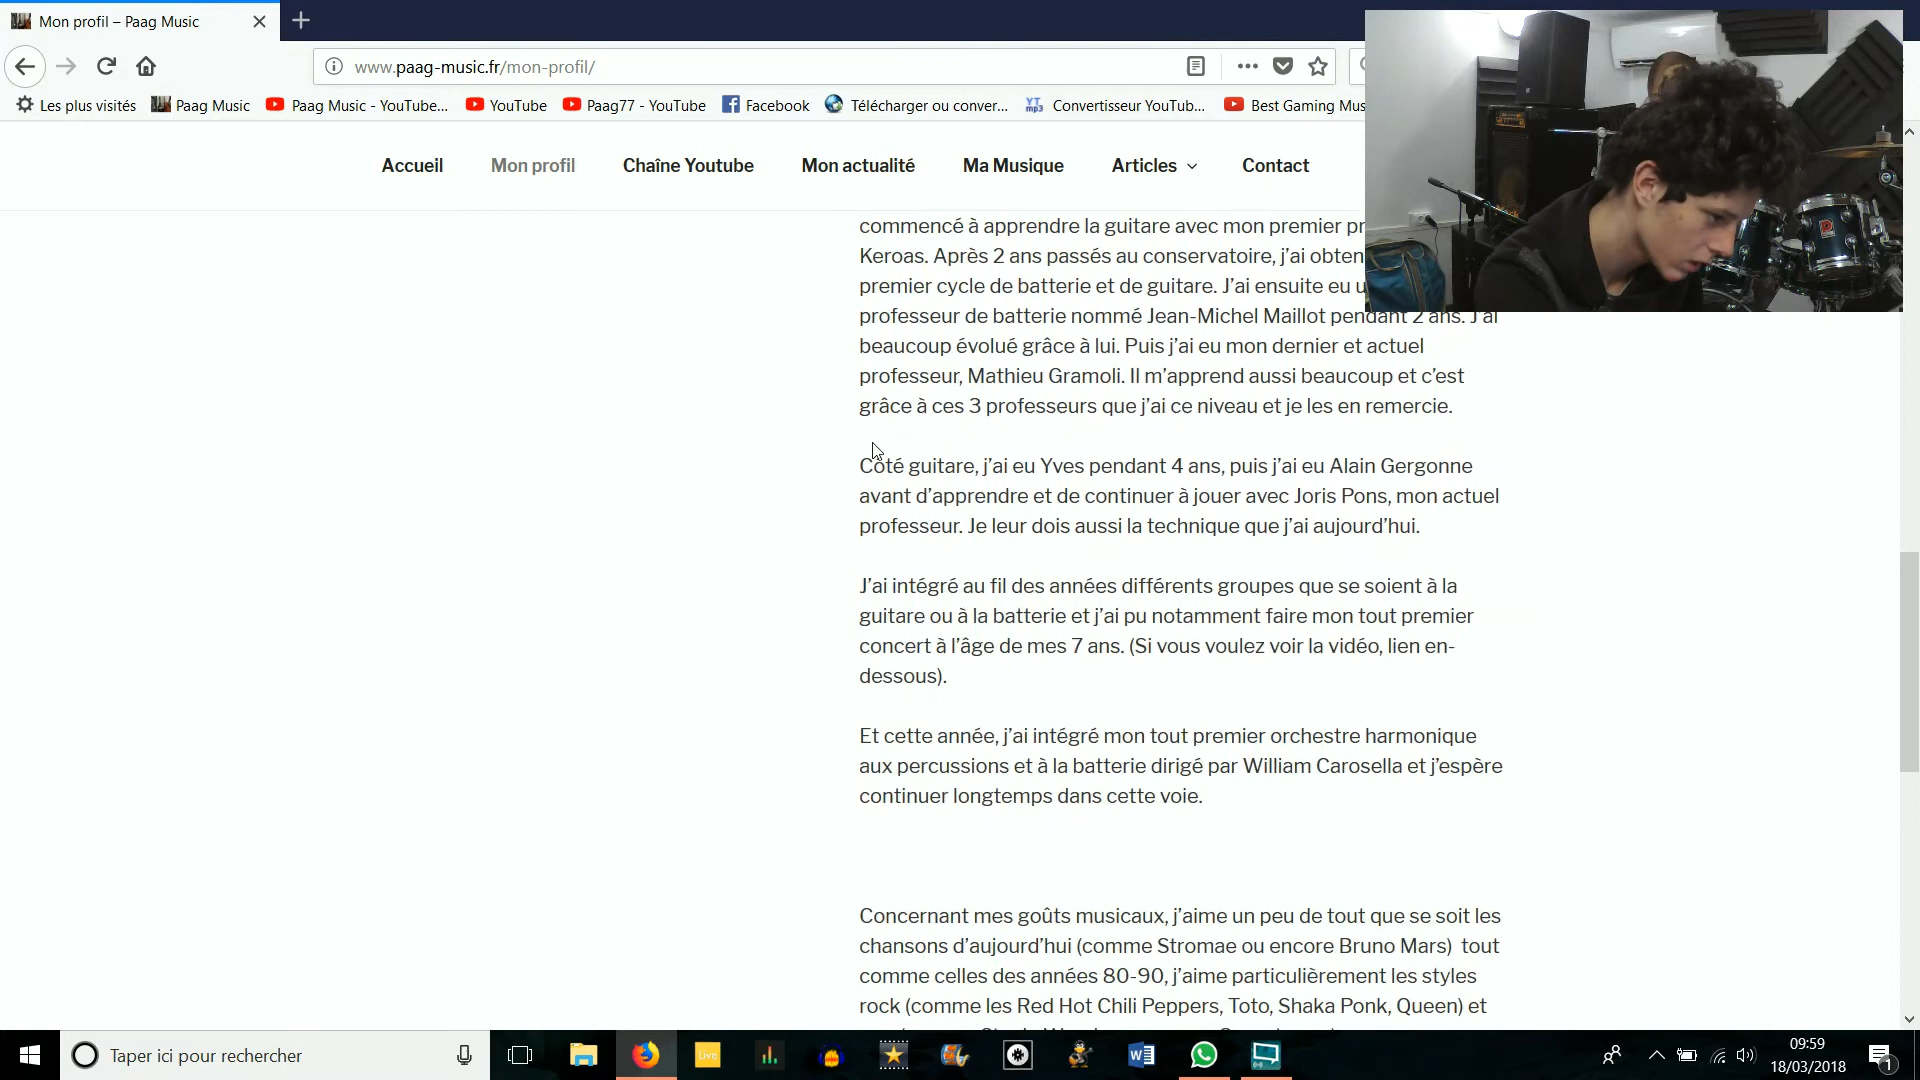 Mon profil – Paag Music
www.paag-music.fr/mon-profil/
Les plus visités
Paag Music
Paag Music - YouTube...
YouTube
Paag77 - YouTube
Facebook
Télécharger ou conver...
Convertisseur YouTub...
Best Gaming Mus
Accueil
Mon profil
Chaîne Youtube
Mon actualité
Ma Musique
Articles
Contact
commencé à apprendre la guitare avec mon premier pr
Keroas. Après 2 ans passés au conservatoire, j’ai obten
premier cycle de batterie et de guitare. J’ai ensuite eu u
professeur de batterie nommé Jean-Michel Maillot pendant 2 ans. J’ai
beaucoup évolué grâce à lui. Puis j’ai eu mon dernier et actuel
professeur, Mathieu Gramoli. Il m’apprend aussi beaucoup et c’est
grâce à ces 3 professeurs que j’ai ce niveau et je les en remercie.
Côté guitare, j’ai eu Yves pendant 4 ans, puis j’ai eu Alain Gergonne
avant d’apprendre et de continuer à jouer avec Joris Pons, mon actuel
professeur. Je leur dois aussi la technique que j’ai aujourd’hui.
J’ai intégré au fil des années différents groupes que se soient à la
guitare ou à la batterie et j’ai pu notamment faire mon tout premier
concert à l’âge de mes 7 ans. (Si vous voulez voir la vidéo, lien en-
dessous).
Et cette année, j’ai intégré mon tout premier orchestre harmonique
aux percussions et à la batterie dirigé par William Carosella et j’espère
continuer longtemps dans cette voie.
Concernant mes goûts musicaux, j’aime un peu de tout que se soit les
chansons d’aujourd’hui (comme Stromae ou encore Bruno Mars)  tout
comme celles des années 80-90, j’aime particulièrement les styles
rock (comme les Red Hot Chili Peppers, Toto, Shaka Ponk, Queen) et
Taper ici pour rechercher
Live
09:59
18/03/2018
1